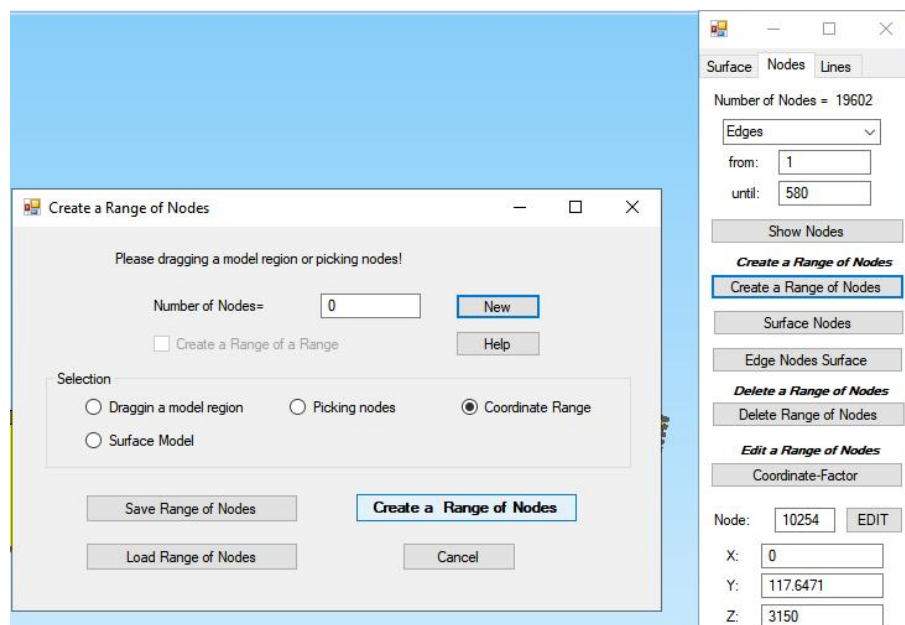 Surface Nodes Lines
Number of Nodes = 19602
Edges
from: 1
until: 580
Show Nodes
Create a Range of Nodes
Create a Range of Nodes
Surface Nodes
Edge Nodes Surface
Delete a Range of Nodes
Delete Range of Nodes
Edit a Range of Nodes
Coordinate-Factor
Node: 10254 EDIT
X: 0
Y: 117.6471
Z: 3150
Create a Range of Nodes
Please dragging a model region or picking nodes!
Number of Nodes= 0 New
Create a Range of a Range Help
Selection
Draggin a model region Picking nodes Coordinate Range
Surface Model
Save Range of Nodes Create a Range of Nodes
Load Range of Nodes Cancel